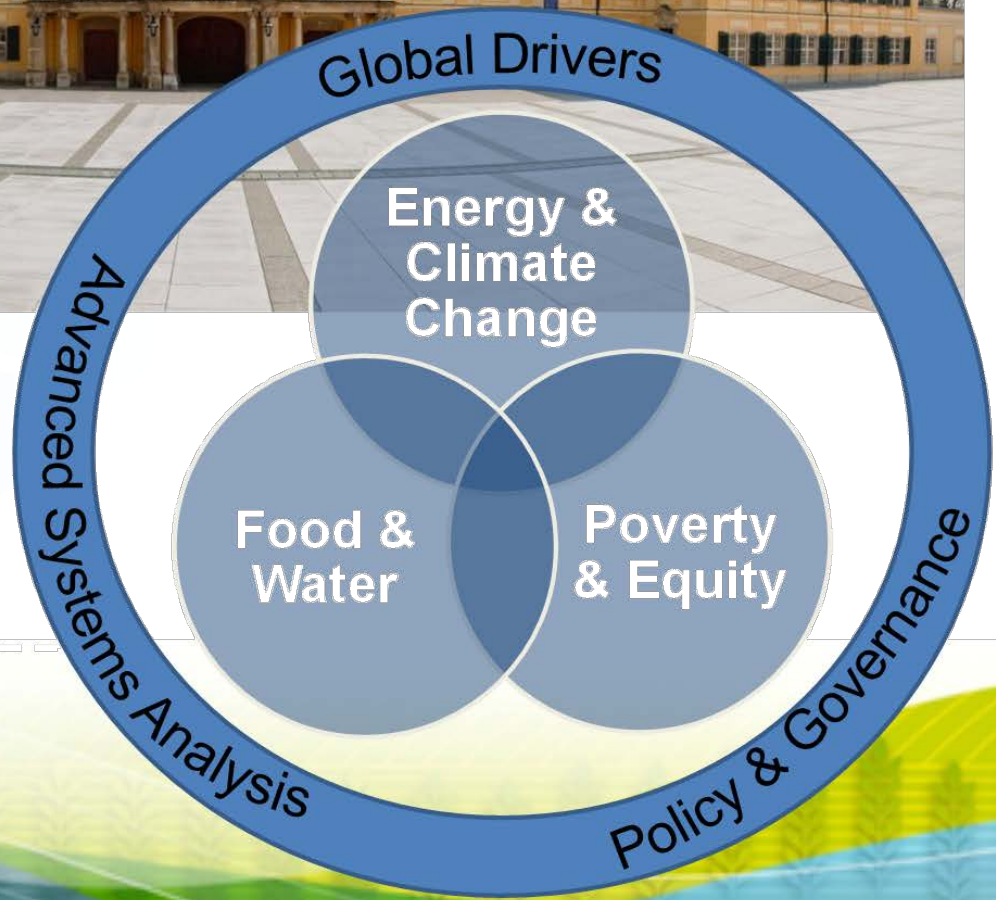 Global Drivers
Energy &
Climate
Change
Advanced Systems Analysis
Food &
Water
Poverty
& Equity
Policy & Governance